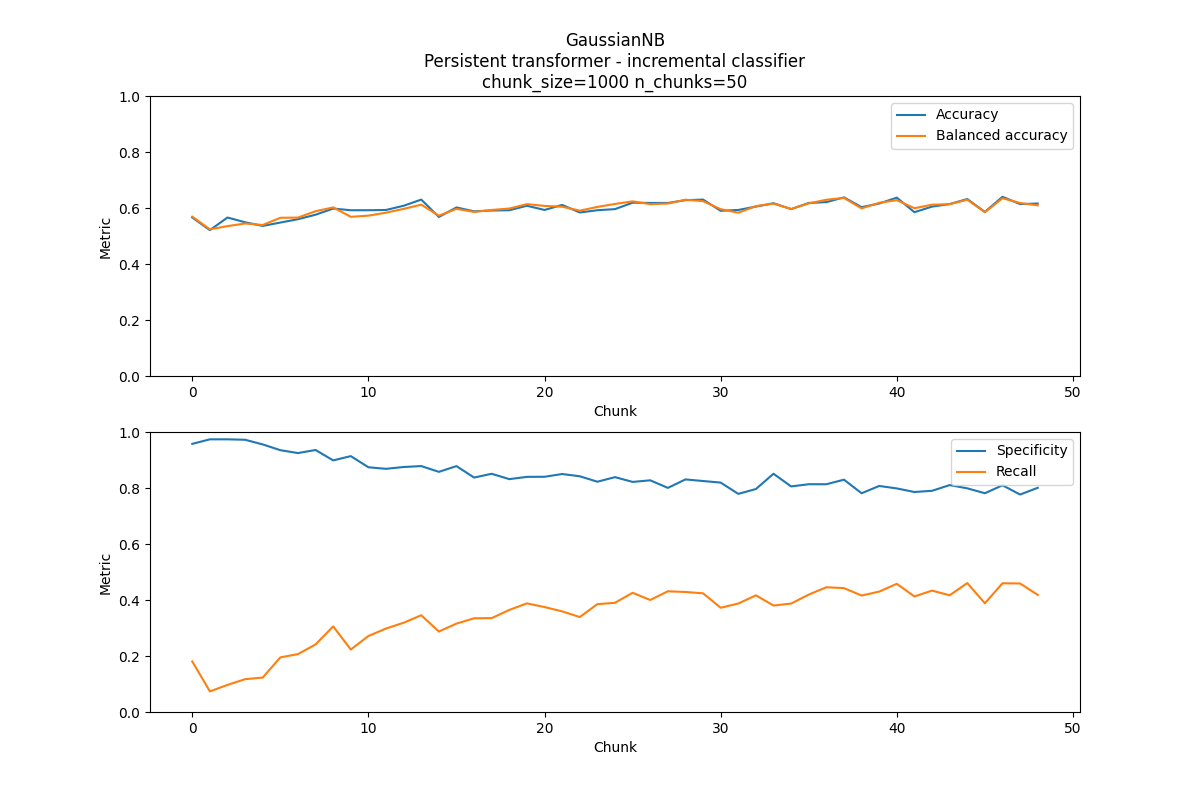 GaussianNB
Persistent transformer - incremental classifier
chunk_size=1000 n_chunks=50
1.0
0.8
0.6
0.4
0.2
0.0
Metric
Accuracy
Balanced accuracy
0 10 20 30 40 50
Chunk
1.0
0.8
0.6
0.4
0.2
0.0
Metric
Specificity
Recall
0 10 20 30 40 50
Chunk